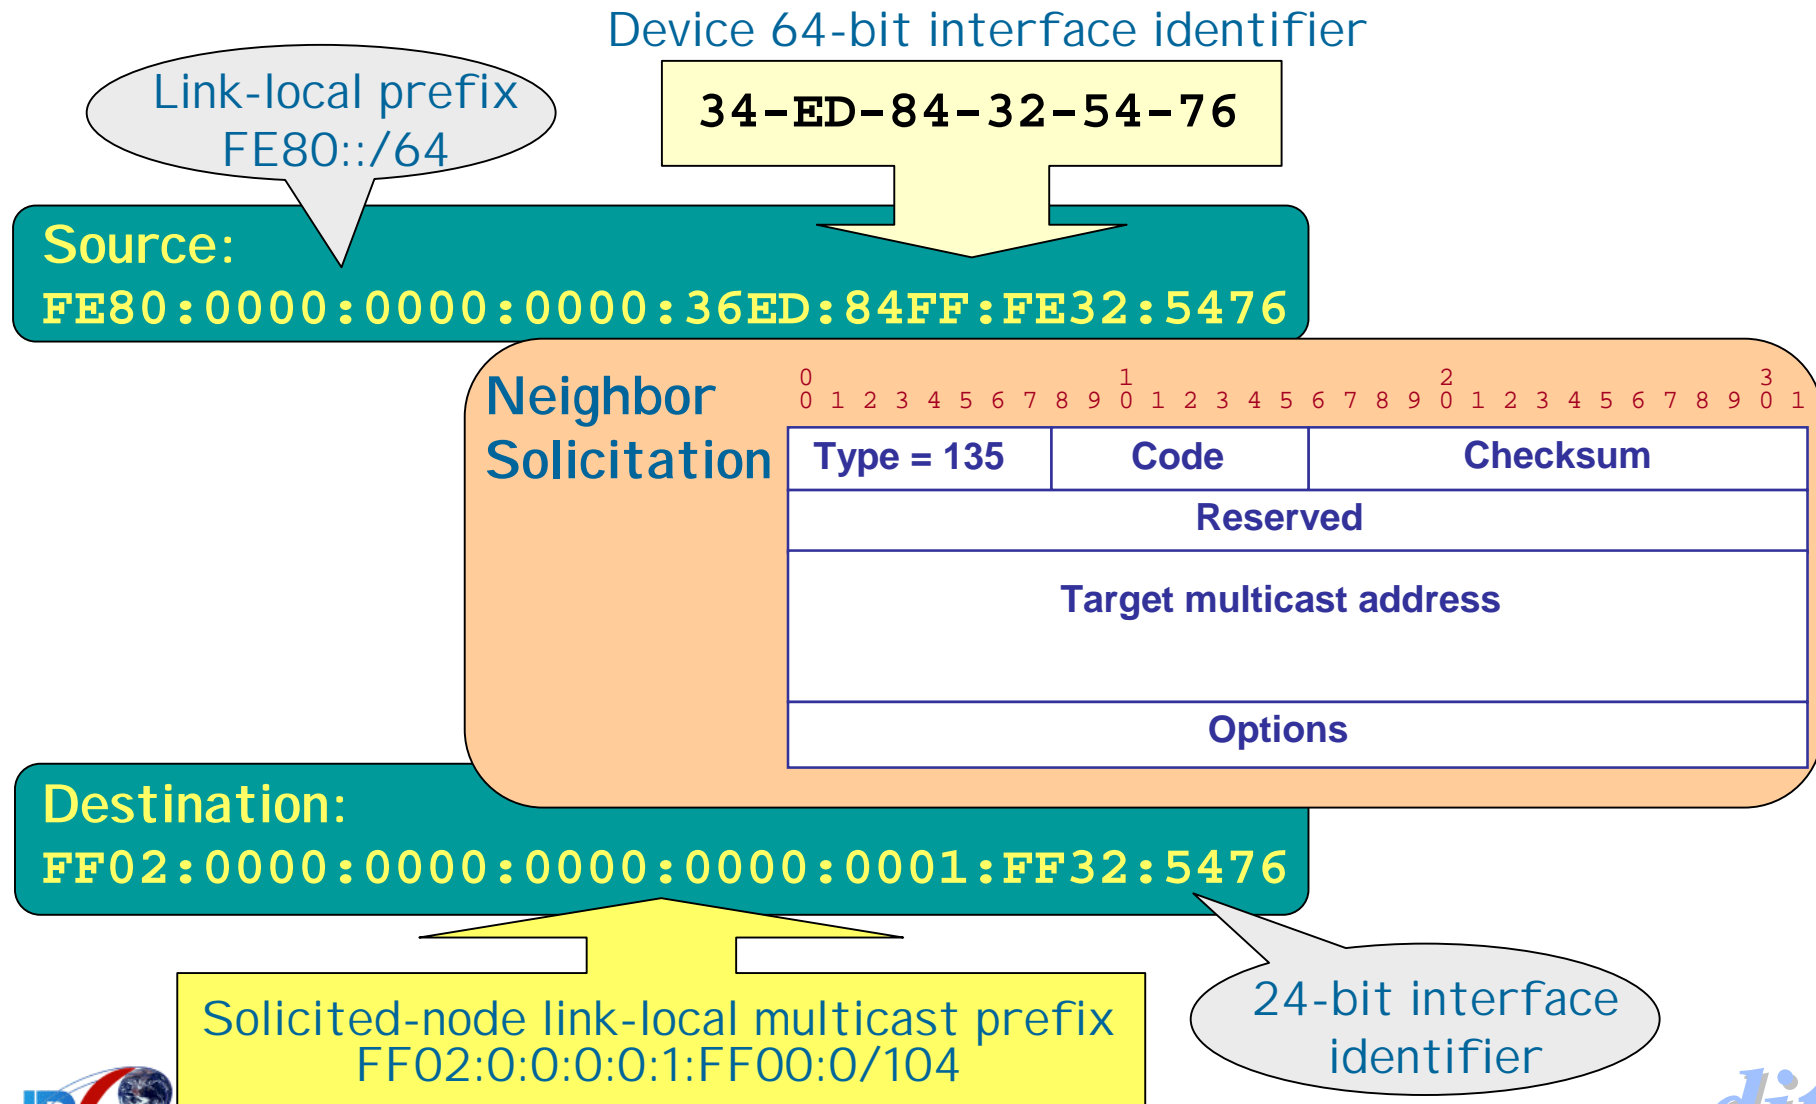 Device 64-bit interface identifier
Link-local prefix
FE80::/64
34-ED-84-32-54-76
Source:
FE80:0000:0000:0000:36ED:84FF:FE32:5476
Neighbor
Solicitation
0 1 2 3
0 1 2 3 4 5 6 7 8 9 0 1 2 3 4 5 6 7 8 9 0 1 2 3 4 5 6 7 8 9 0 1
Type = 135 Code Checksum
Reserved
Target multicast address
Options
Destination:
FF02:0000:0000:0000:0000:0001:FF32:5476
Solicited-node link-local multicast prefix
FF02:0:0:0:0:1:FF00:0/104
24-bit interface
identifier